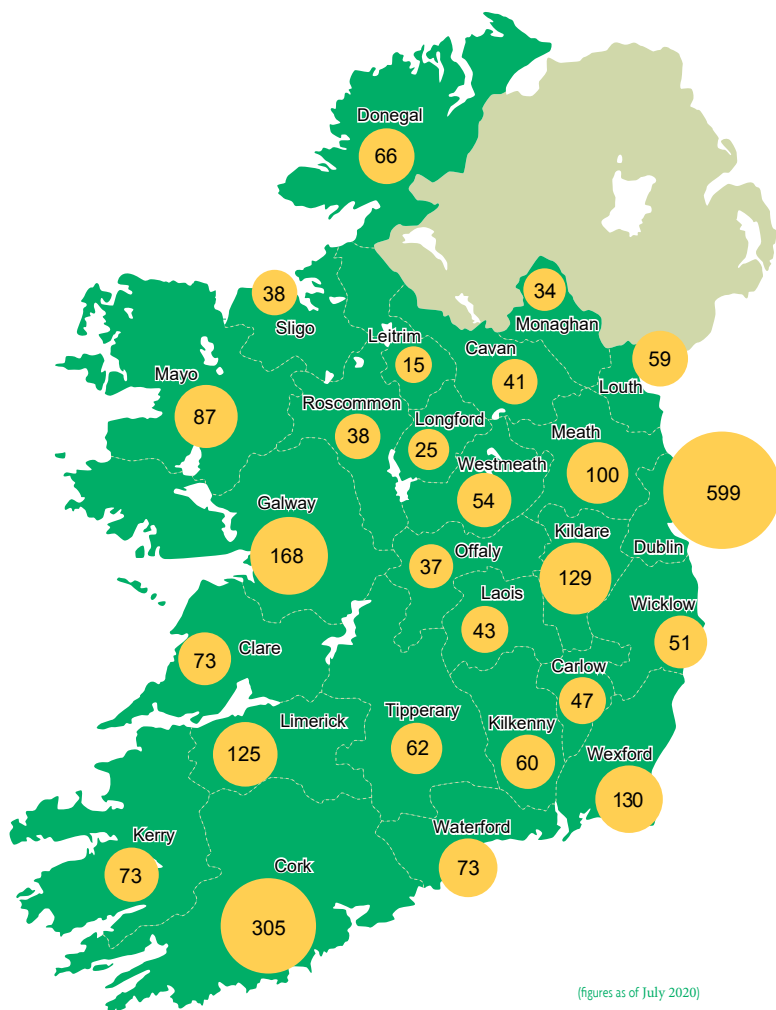 Donegal
66
38
Sligo
34
Monaghan
Leitrim
15
Cavan
41
59
Louth
Mayo
87
Roscommon
38
Longford
25
Meath
100
Westmeath
54
599
Dublin
Galway
168
Offaly
37
Kildare
129
Laois
43
Wicklow
51
Clare
73
Carlow
47
Limerick
125
Tipperary
62
Kilkenny
60
Wexford
130
Kerry
73
Waterford
73
Cork
305
(figures as of July 2020)